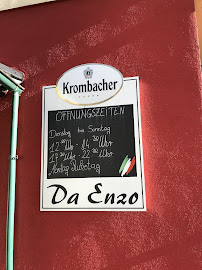 Krombacher
ÖFFNUNGSZEITEN
Dienstag bis Sonntag
12 00 Uhr - 14 30 Uhr
17 30 Uhr - 22 00 Uhr
Montag Ruhetag
Da Enzo